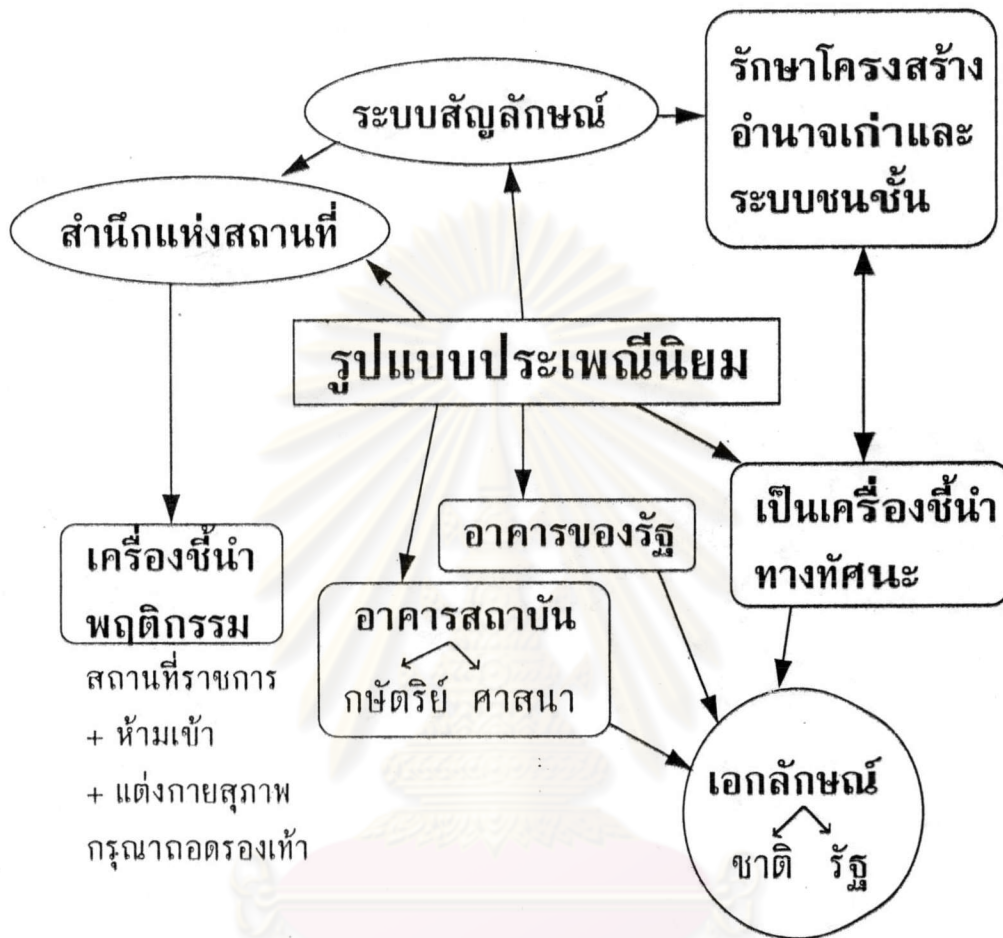 รักษาโครงสร้าง
อำนาจเก่าและ
ระบบชนชั้น
ระบบสัญลักษณ์
สำนึกแห่งสถานที่
รูปแบบประเพณีนิยม
เครื่องชี้นำ
พฤติกรรม
สถานที่ราชการ
+ ห้ามเข้า
+ แต่งกายสุภาพ
กรุณาถอดรองเท้า
อาคารสถาบัน
กษัตริย์ ศาสนา
อาคารของรัฐ
เป็นเครื่องชี้นำ
ทางทัศนะ
เอกลักษณ์
ชาติ รัฐ